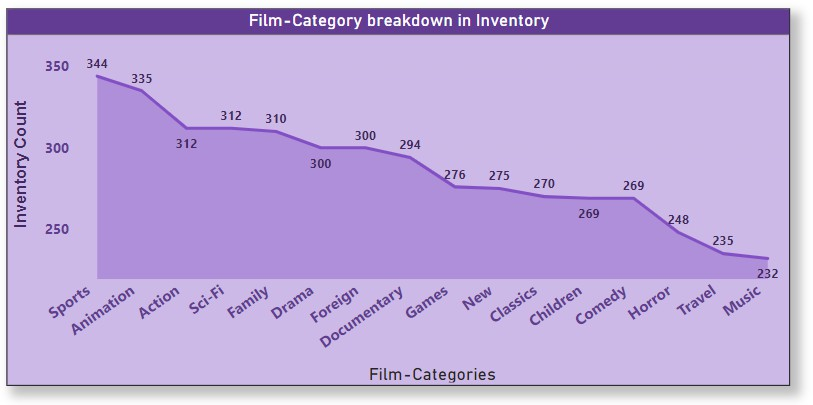 Film-Category breakdown in Inventory
Inventory Count
350
300
250
344
335
312
312
310
300
300
294
276
275
270
269
269
248
235
232
Sports
Animation
Action
Sci-Fi
Family
Drama
Foreign
Documentary
Games
New
Classics
Children
Comedy
Horror
Travel
Music
Film-Categories